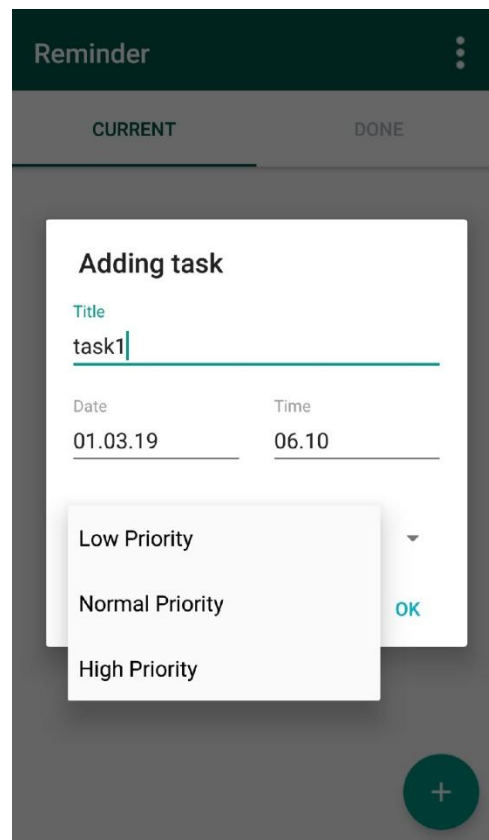 Reminder
CURRENT DONE
Adding task
Title
task1
Date Time
01.03.19 06.10
Low Priority
Normal Priority
OK
High Priority
+